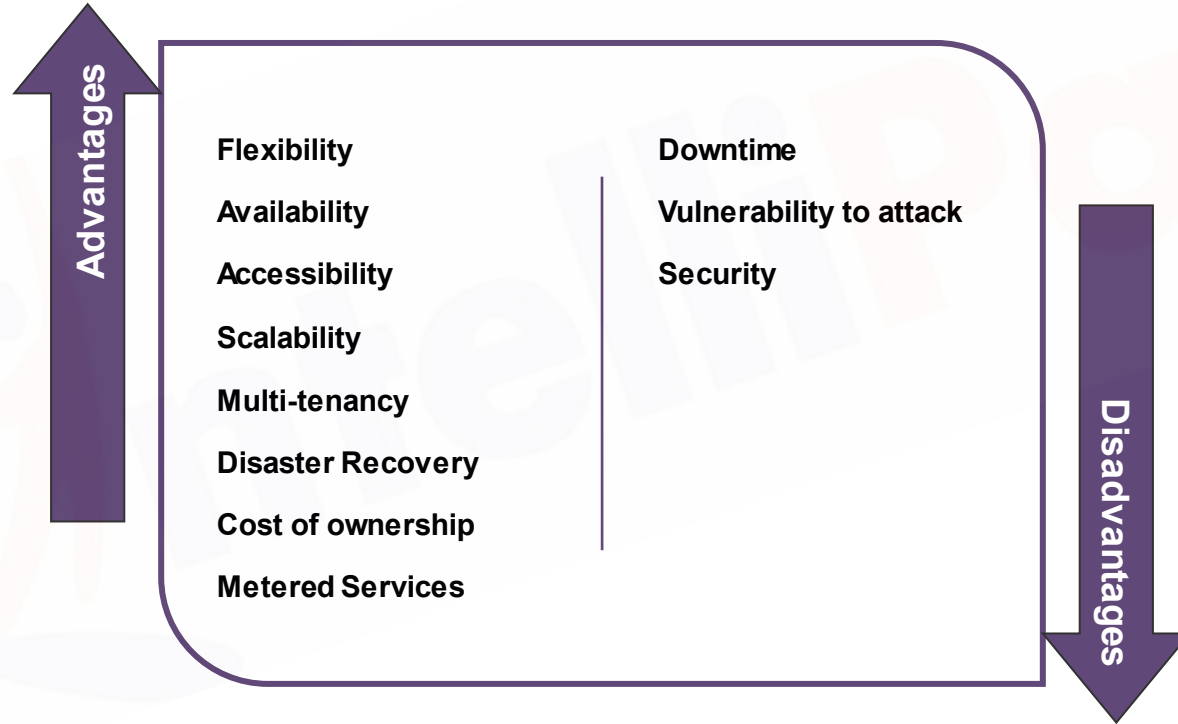 Advantages
Flexibility
Availability
Accessibility
Scalability
Multi-tenancy
Disaster Recovery
Cost of ownership
Metered Services
Downtime
Vulnerability to attack
Security
Disadvantages